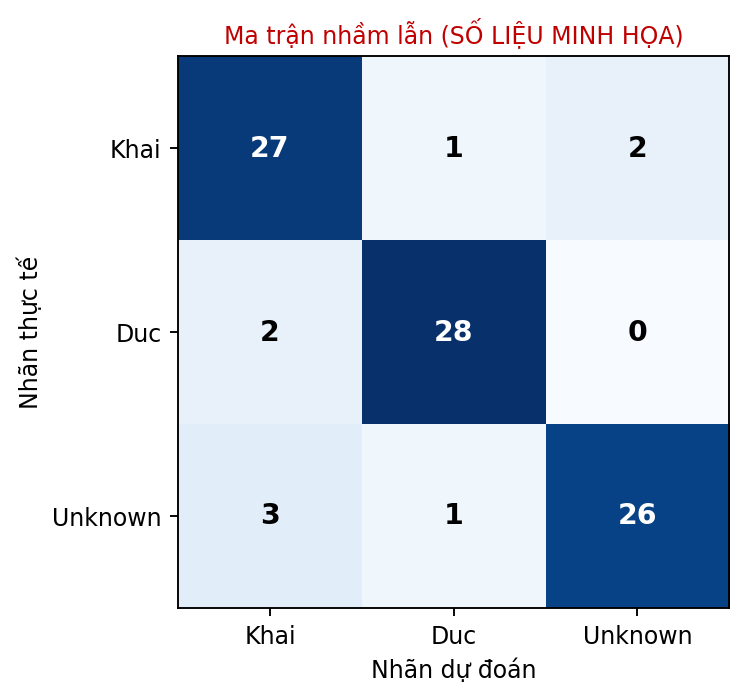 Ma trận nhầm lẫn (SỐ LIỆU MINH HỌA)
Khai 27 1 2
Duc 2 28 0
Unknown 3 1 26
Khai Duc Unknown
Nhãn dự đoán
Nhãn thực tế